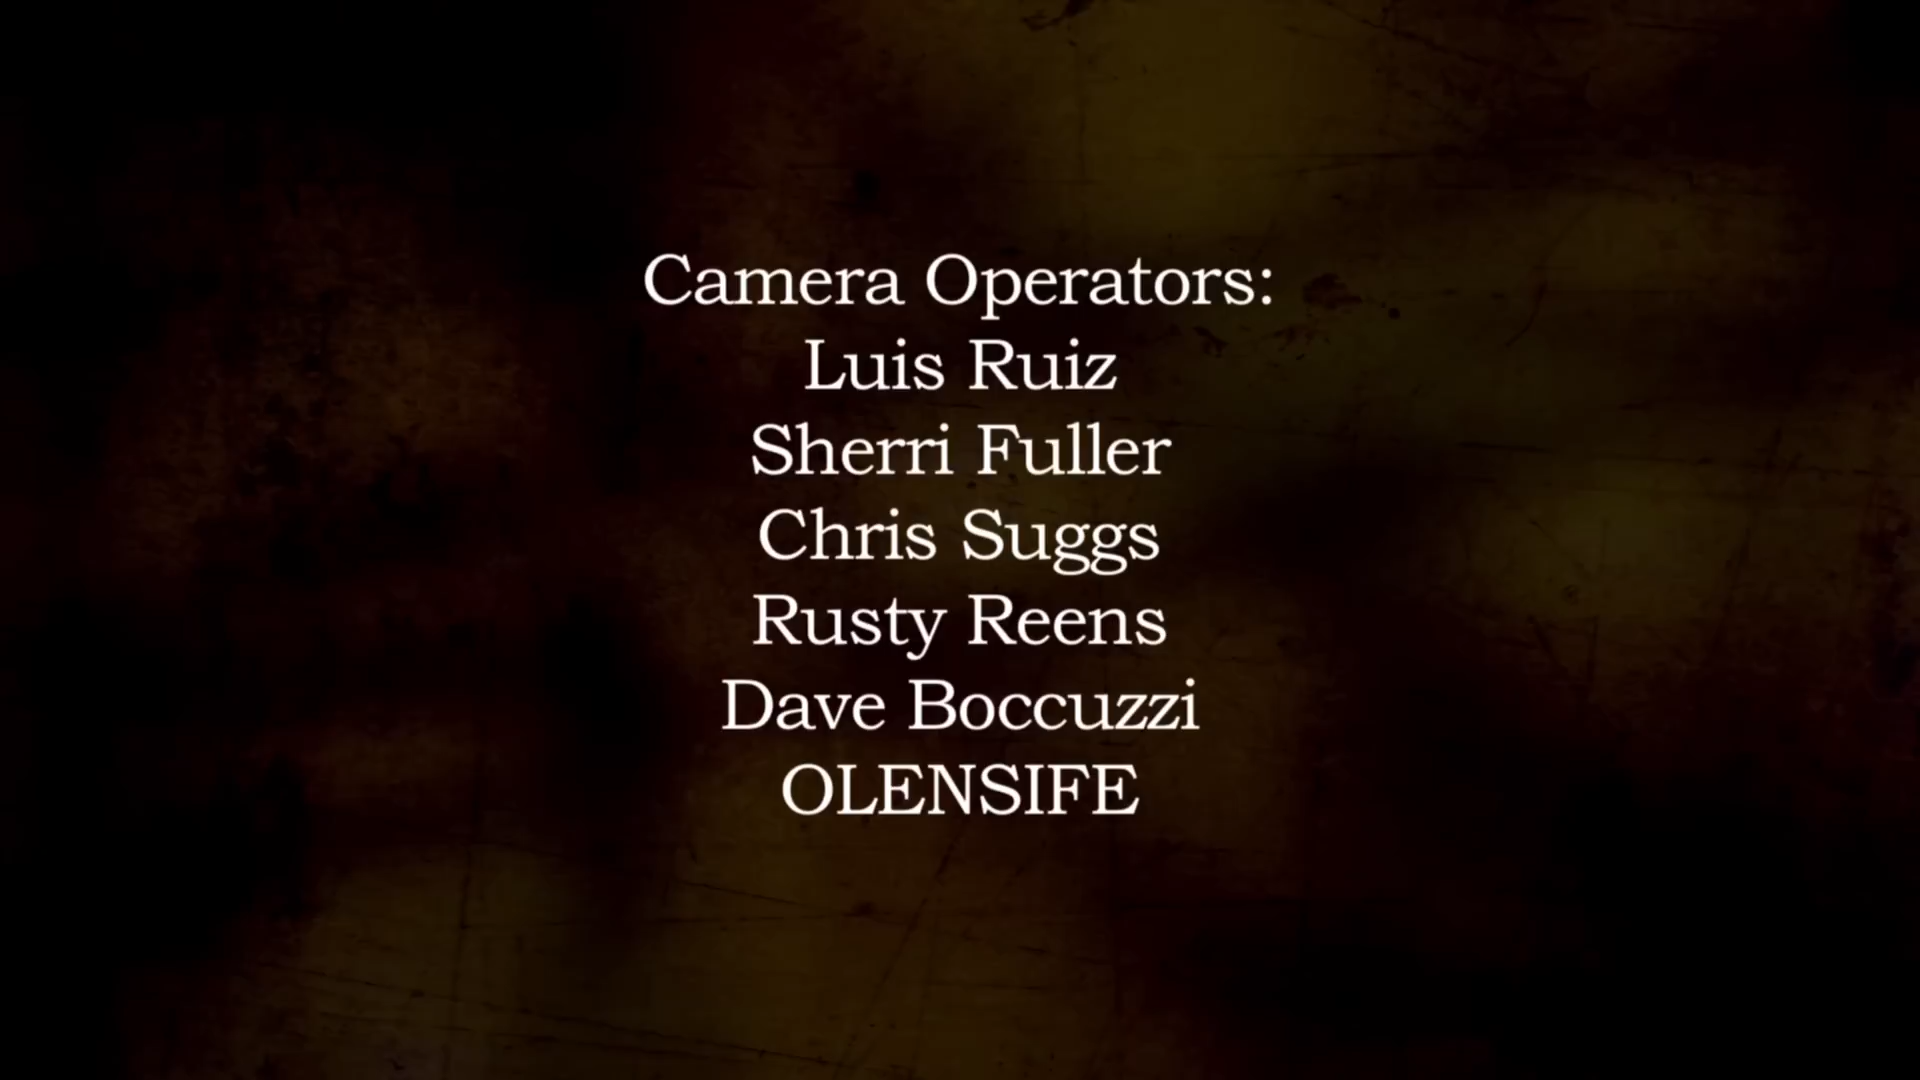 Camera Operators:
Luis Ruiz
Sherri Fuller
Chris Suggs
Rusty Reens
Dave Boccuzzi
OLENSIFE